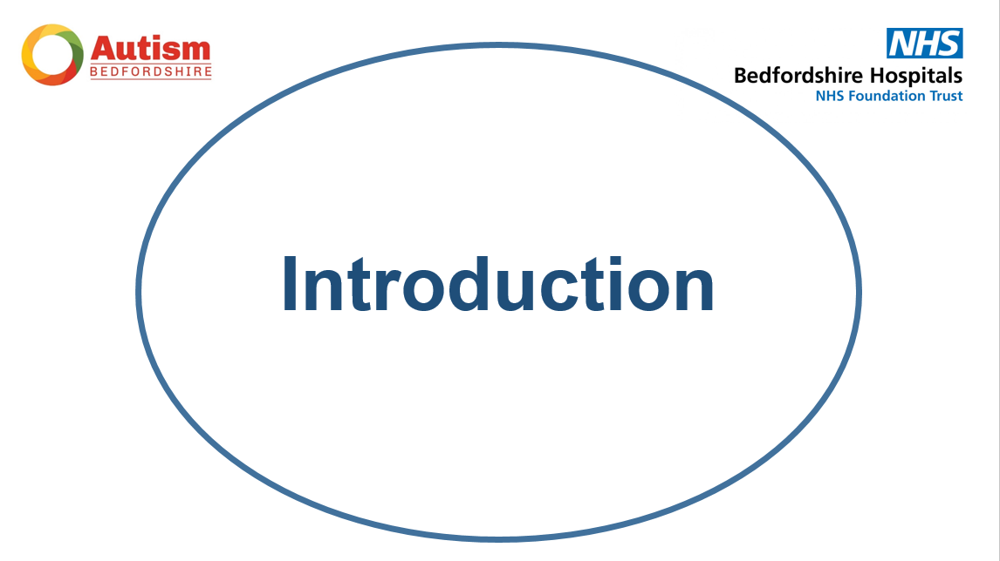 Autism
BEDFORDSHIRE
NHS
Bedfordshire Hospitals
NHS Foundation Trust
Introduction